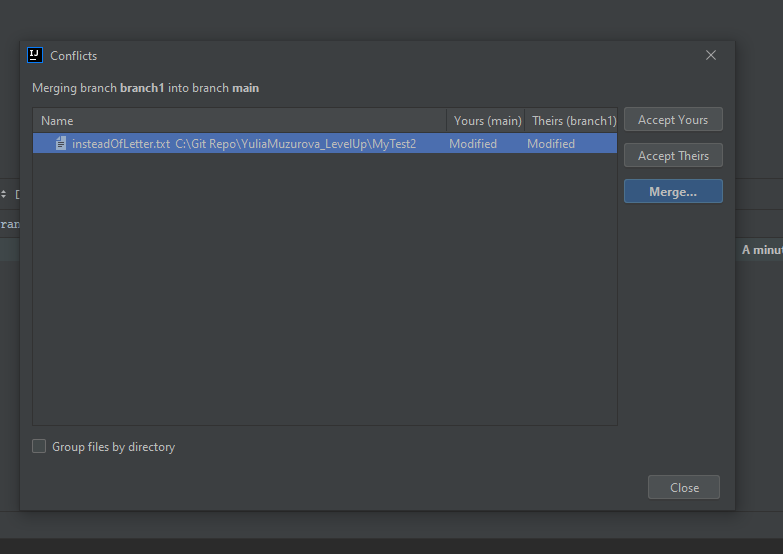 IJ
Conflicts
Merging branch branch1 into branch main
Name Yours (main) Theirs (branch1)
Accept Yours
insteadOfLetter.txt C:\Git Repo\YuliaMuzurova_LevelUp\MyTest2 Modified Modified
Accept Theirs
Merge...
Group files by directory
Close